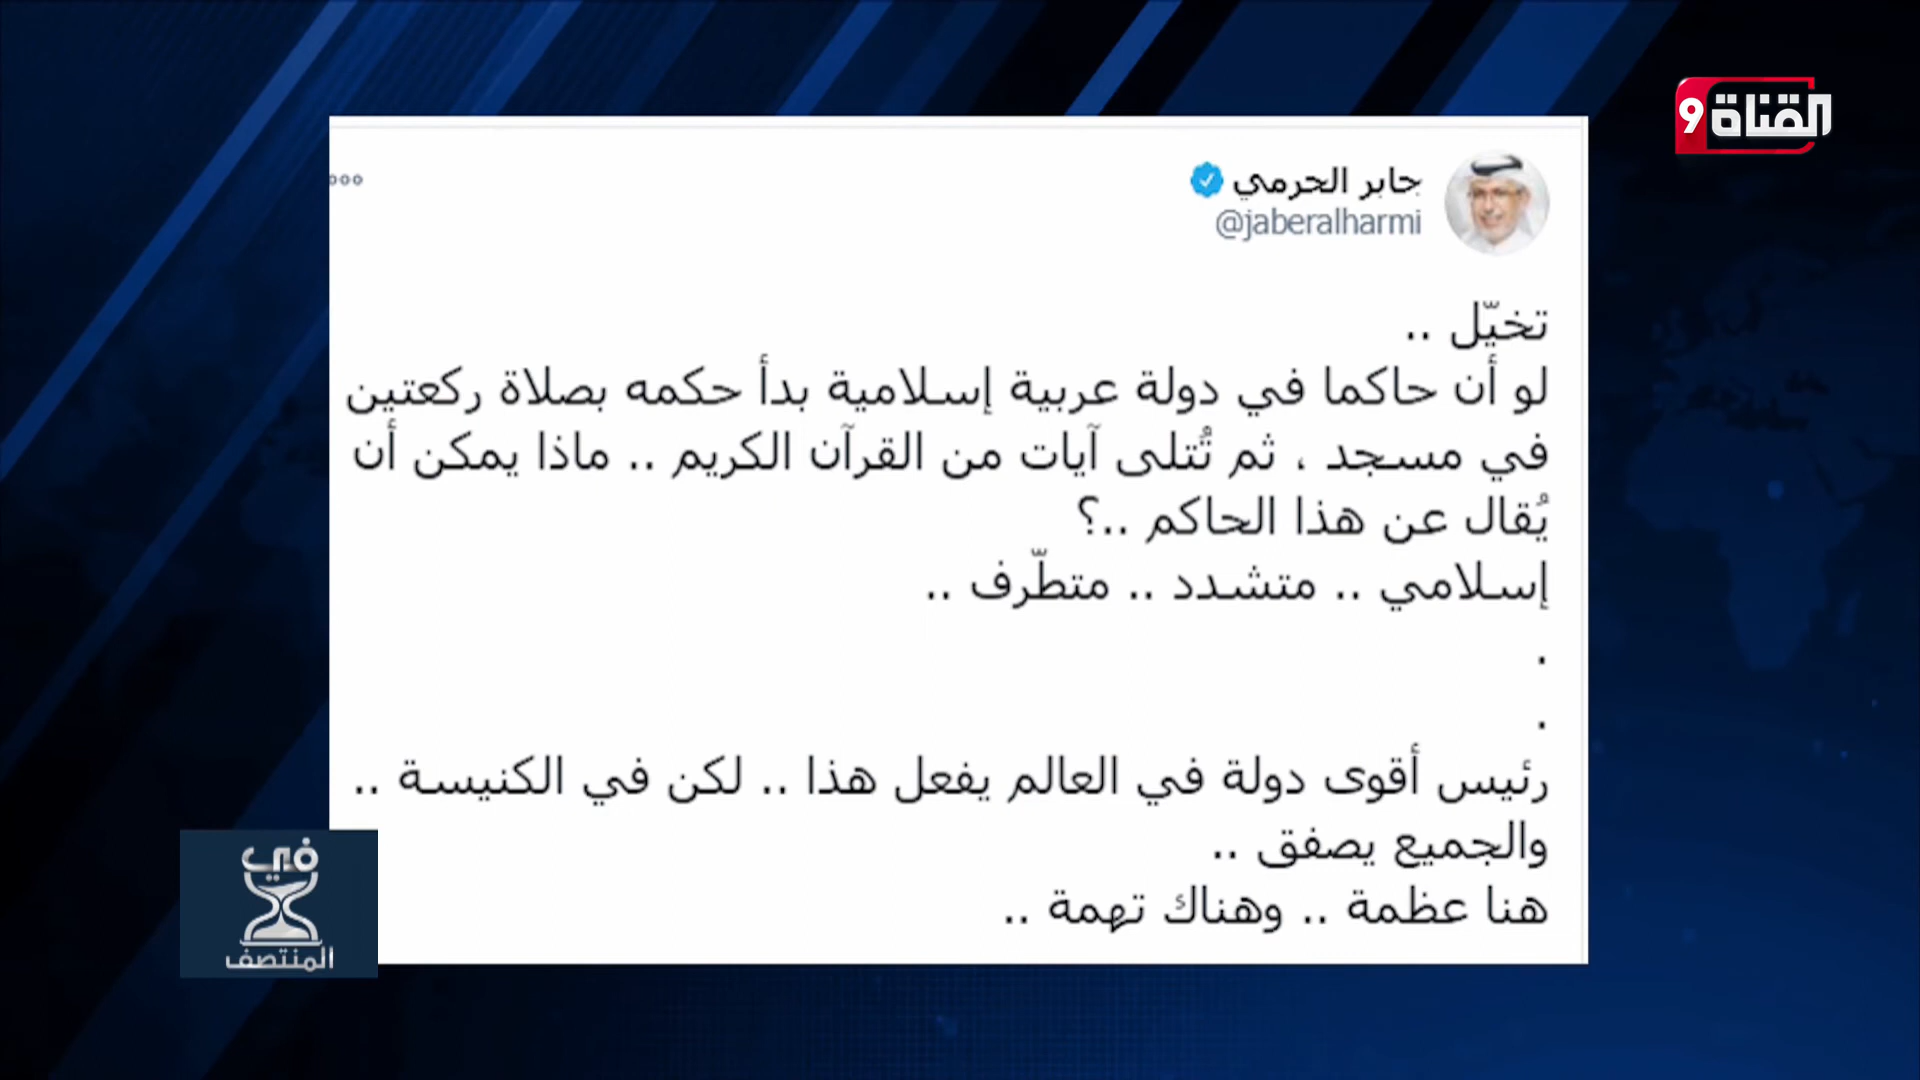 القناة 9
جابر الحرمي
@jaberalharmi
تخيّل ..
لو أن حاكما في دولة عربية إسلامية بدأ حكمه بصلاة ركعتين
في مسجد ، ثم تُتلى آيات من القرآن الكريم .. ماذا يمكن أن
يُقال عن هذا الحاكم ..؟
إسلامي .. متشدد .. متطّرف ..
.
.
رئيس أقوى دولة في العالم يفعل هذا .. لكن في الكنيسة ..
والجميع يصفق ..
هنا عظمة .. وهناك تهمة ..
في
المنتصف